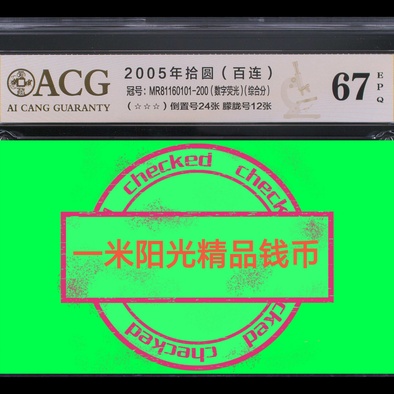 ACG
AI CANG GUARANTY
2005年拾圆（百连）
冠号：MR81160101-200（数字荧光）(综合分)
（☆☆☆）倒置号24张 朦胧号12张
67
EPQ
checked checked
一米阳光精品钱币
checked checked